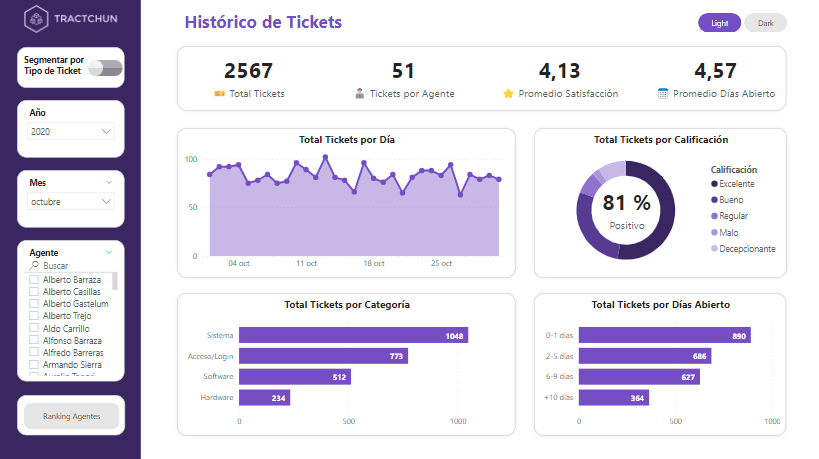 TRACTCHUN
Segmentar por
Tipo de Ticket
Año
2020
Mes
octubre
Agente
Buscar
Alberto Barraza
Alberto Casillas
Alberto Gastelum
Alberto Trejo
Aldo Carrillo
Alfonso Barraza
Alfredo Barreras
Armando Sierra
Ranking Agentes
Histórico de Tickets
Light
Dark
2567
Total Tickets
51
Tickets por Agente
4,13
Promedio Satisfacción
4,57
Promedio Días Abierto
Total Tickets por Día
100
50
0
04 oct
11 oct
18 oct
25 oct
Total Tickets por Calificación
81 %
Positivo
Calificación
Excelente
Bueno
Regular
Malo
Decepcionante
Total Tickets por Categoría
Sistema
1048
Acceso/Login
773
Software
512
Hardware
234
0
500
1000
Total Tickets por Días Abierto
0-1 días
890
2-5 días
686
6-9 días
627
+10 días
364
0
500
1000